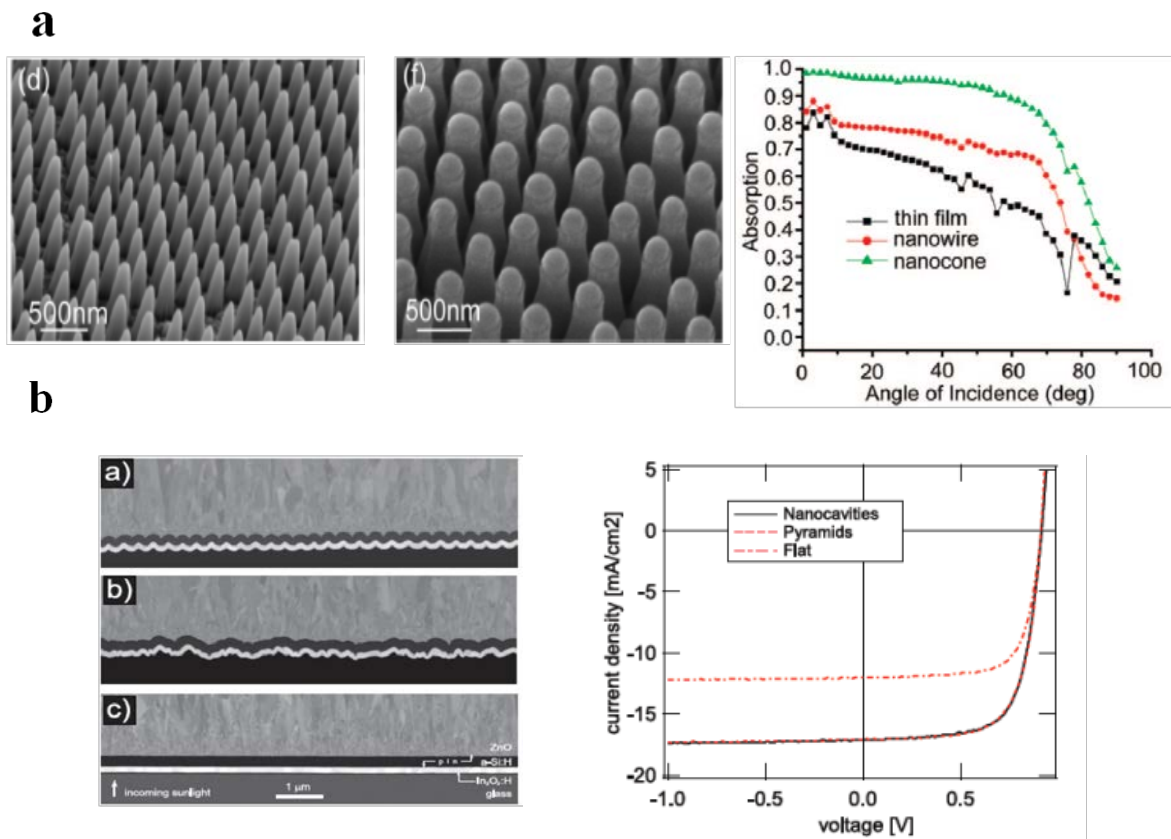 a
(d)
500nm
(f)
500nm
Absorption
1.0
0.9
0.8
0.7
0.6
0.5
0.4
0.3
0.2
0.1
0.0
thin film
nanowire
nanocone
0 20 40 60 80 100
Angle of Incidence (deg)
b
a)
b)
c)
ZnO
p i n
a-Si:H
In₂O₃:H
glass
incoming sunlight
1 µm
current density [mA/cm2]
5
0
-5
-10
-15
-20
Nanocavities
Pyramids
Flat
-1.0 -0.5 0.0 0.5
voltage [V]